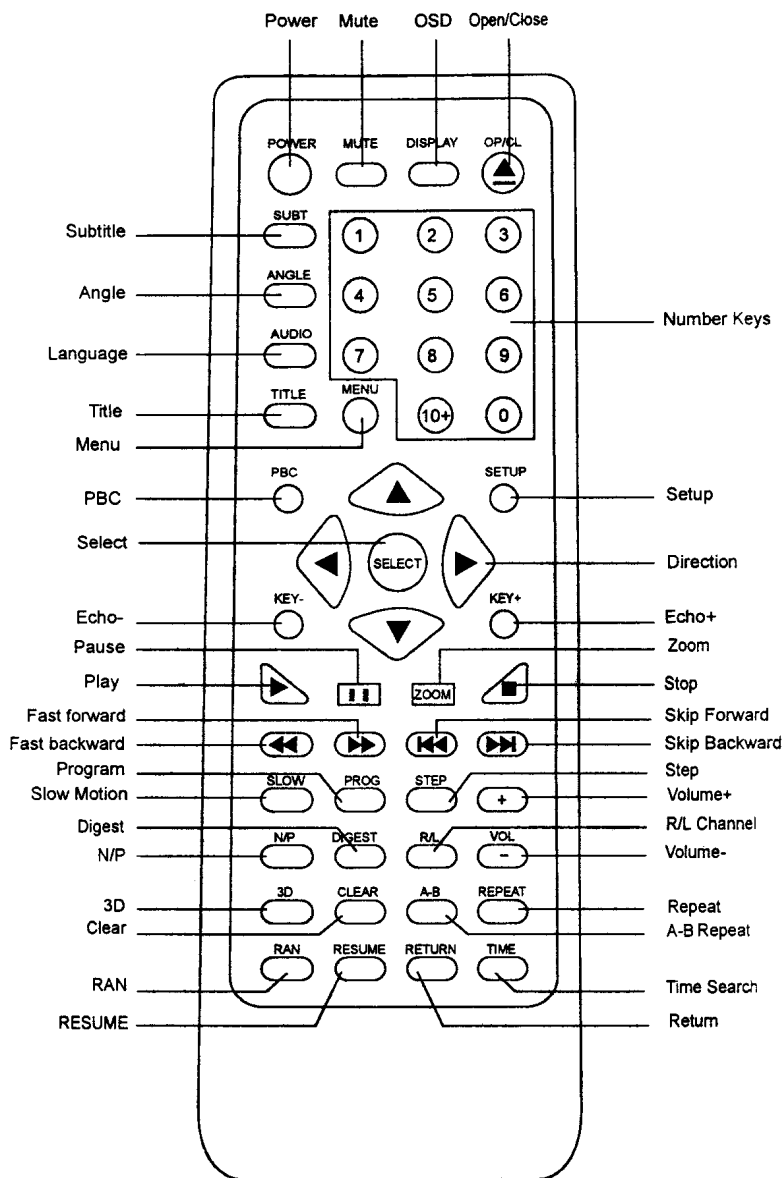 Power Mute OSD Open/Close
POWER MUTE DISPLAY OP/CL
Subtitle SUBT 1 2 3
Angle ANGLE 4 5 6 Number Keys
Language AUDIO 7 8 9
Title TITLE MENU 10+ 0
Menu
PBC PBC SETUP Setup
Select SELECT Direction
Echo- KEY- KEY+ Echo+
Pause Zoom
Play ZOOM Stop
Fast forward Skip Forward
Fast backward Skip Backward
Program Step
Slow Motion SLOW PROG STEP + Volume+
Digest R/L Channel
N/P N/P DIGEST R/L VOL - Volume-
3D 3D CLEAR A-B REPEAT Repeat
Clear A-B Repeat
RAN RAN RESUME RETURN TIME Time Search
RESUME Return